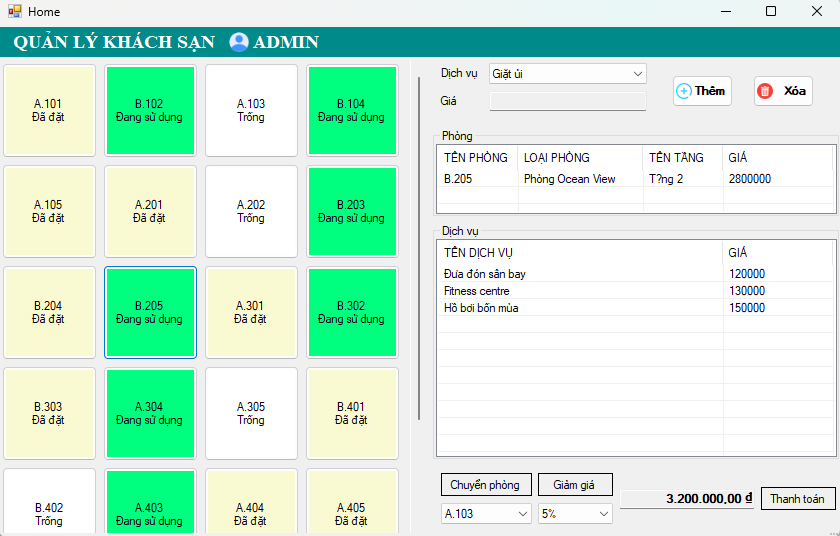 Home
QUẢN LÝ KHÁCH SẠN ADMIN
A.101
Đã đặt
B.102
Đang sử dụng
A.103
Trống
B.104
Đang sử dụng
A.105
Đã đặt
A.201
Đã đặt
A.202
Trống
B.203
Đang sử dụng
B.204
Đã đặt
B.205
Đang sử dụng
A.301
Đã đặt
B.302
Đang sử dụng
B.303
Đã đặt
A.304
Đang sử dụng
A.305
Trống
B.401
Đã đặt
B.402
Trống
A.403
Đang sử dụng
A.404
Đã đặt
A.405
Đã đặt
Dịch vụ Giặt ủi
Giá
Thêm
Xóa
Phòng
TÊN PHÒNG LOẠI PHÒNG TÊN TẦNG GIÁ
B.205 Phòng Ocean View T?ng 2 2800000
Dịch vụ
TÊN DỊCH VỤ GIÁ
Đưa đón sân bay 120000
Fitness centre 130000
Hồ bơi bốn mùa 150000
Chuyển phòng Giảm giá
A.103 5%
3.200.000,00 ₫
Thanh toán